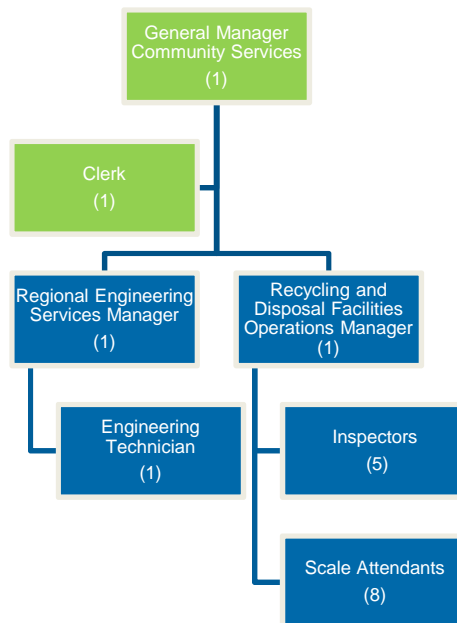 General Manager
Community Services
(1)
Clerk
(1)
Regional Engineering
Services Manager
(1)
Recycling and
Disposal Facilities
Operations Manager
(1)
Engineering
Technician
(1)
Inspectors
(5)
Scale Attendants
(8)